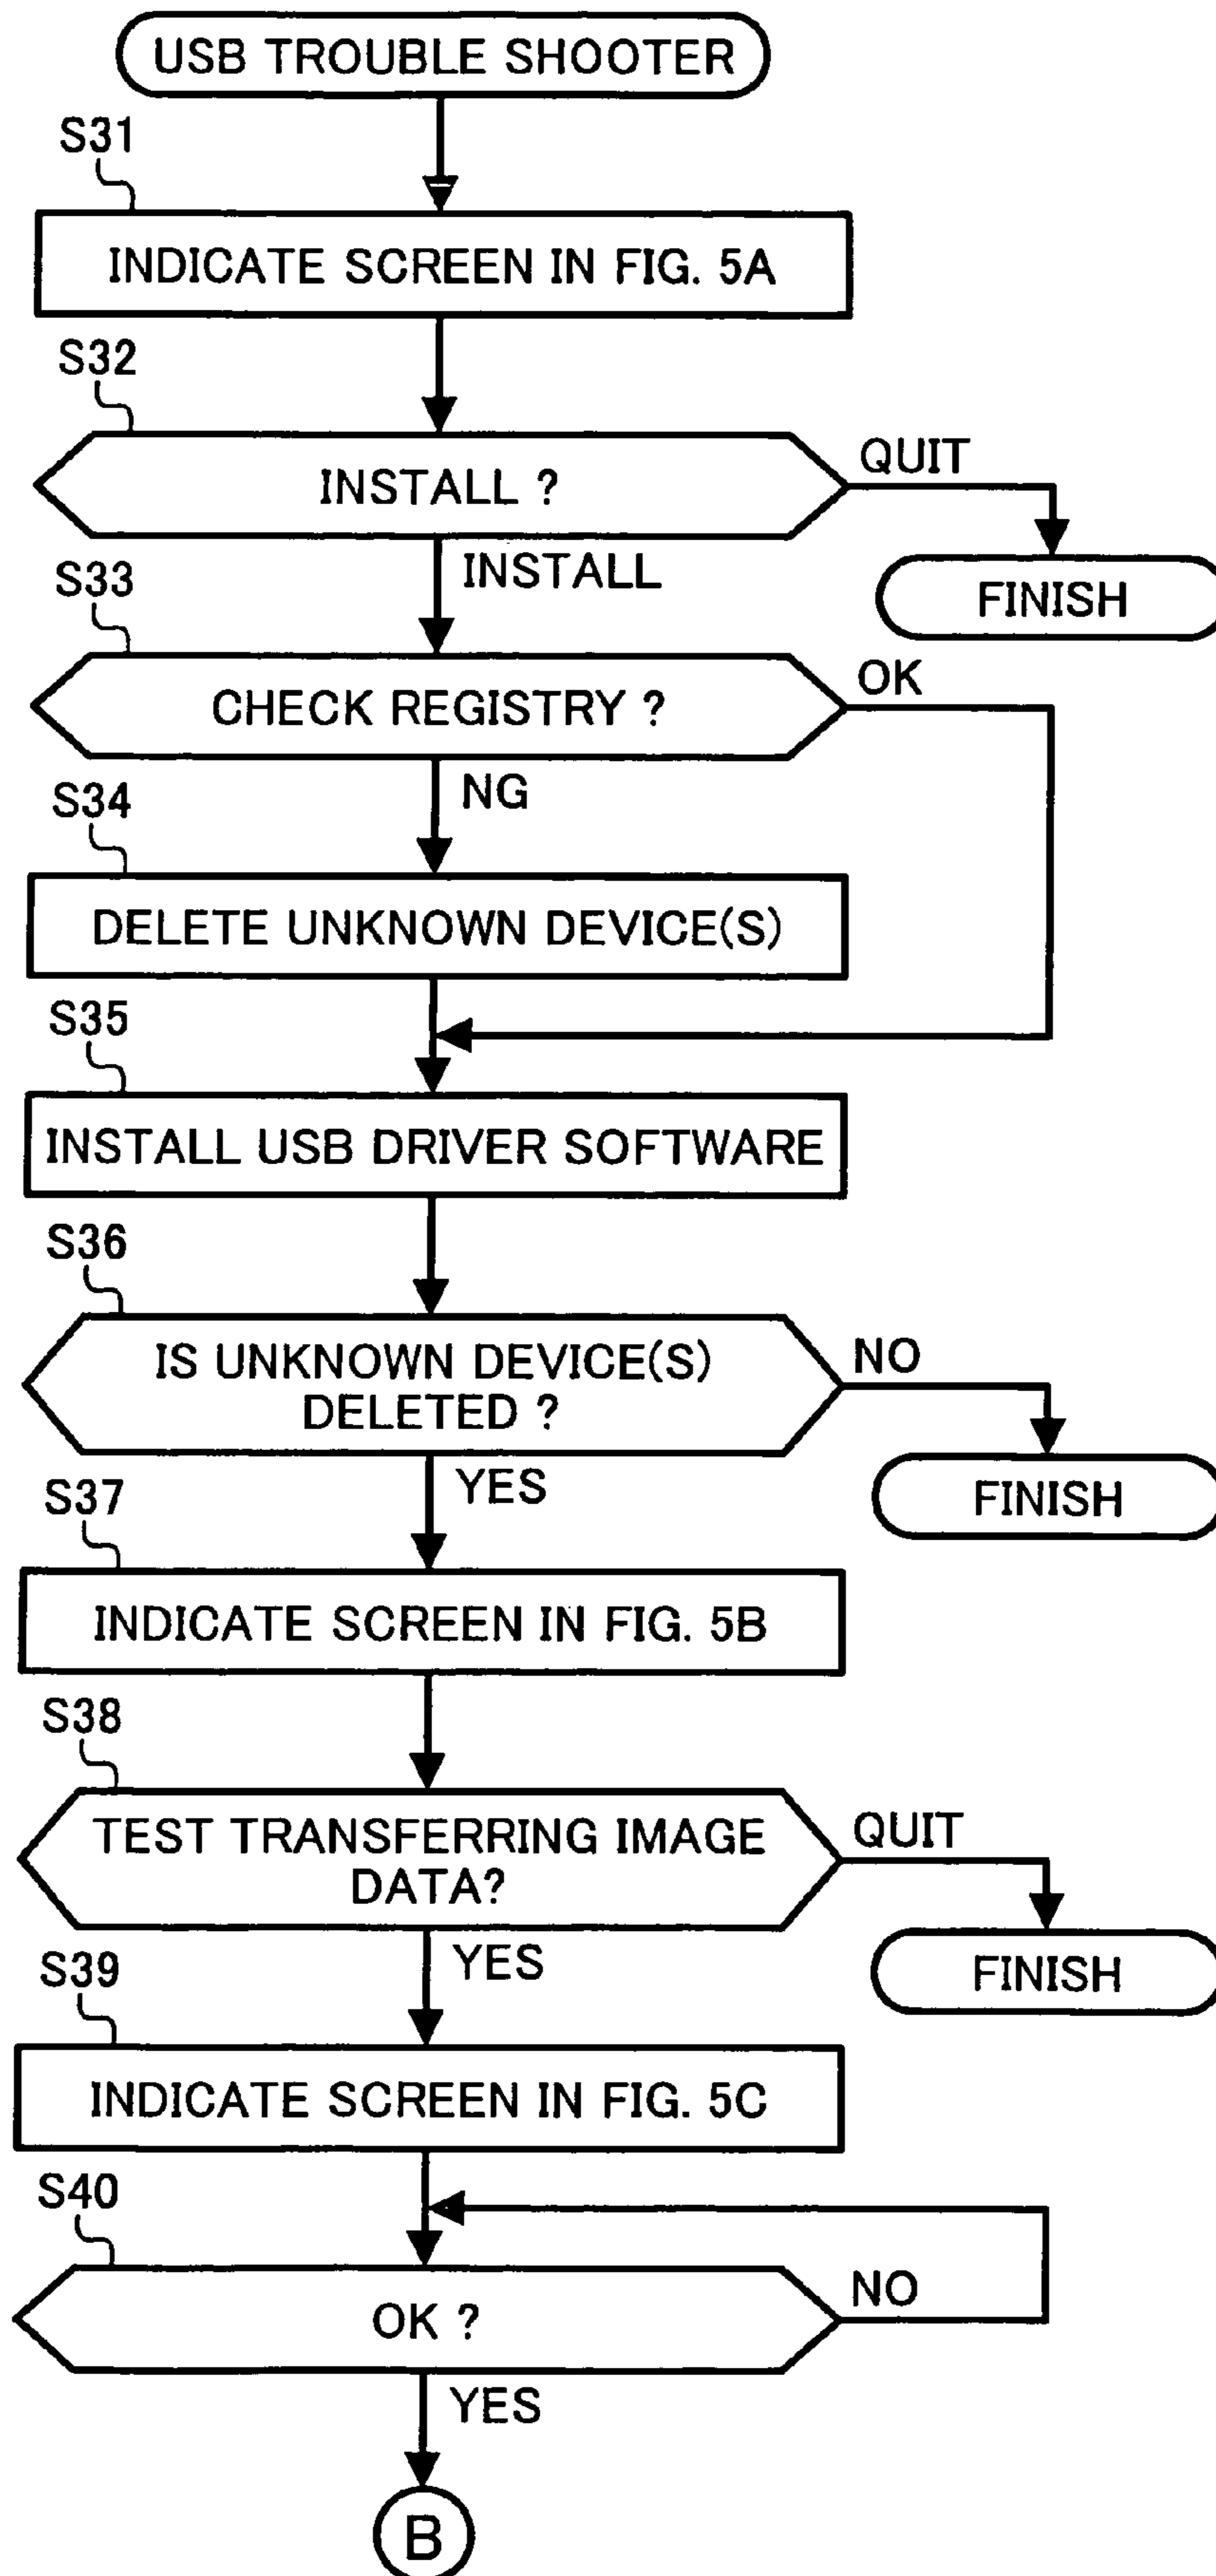 USB TROUBLE SHOOTER
S31
INDICATE SCREEN IN FIG. 5A
S32
INSTALL ?
QUIT
FINISH
INSTALL
S33
CHECK REGISTRY ?
OK
NG
S34
DELETE UNKNOWN DEVICE(S)
S35
INSTALL USB DRIVER SOFTWARE
S36
IS UNKNOWN DEVICE(S)
DELETED ?
NO
FINISH
YES
S37
INDICATE SCREEN IN FIG. 5B
S38
TEST TRANSFERRING IMAGE
DATA?
QUIT
FINISH
YES
S39
INDICATE SCREEN IN FIG. 5C
S40
OK ?
NO
YES
B